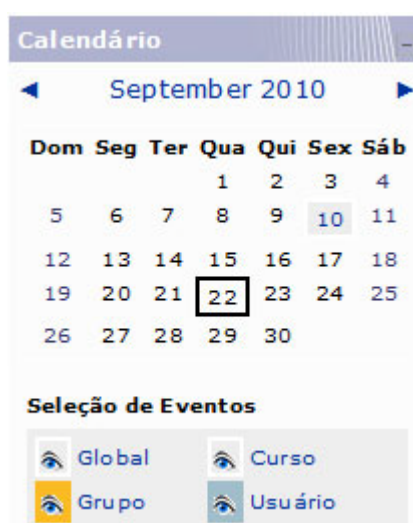 Calendário
◄ September 2010 ►
Dom Seg Ter Qua Qui Sex Sáb
1 2 3 4
5 6 7 8 9 10 11
12 13 14 15 16 17 18
19 20 21 22 23 24 25
26 27 28 29 30
Seleção de Eventos
Global Curso
Grupo Usuário